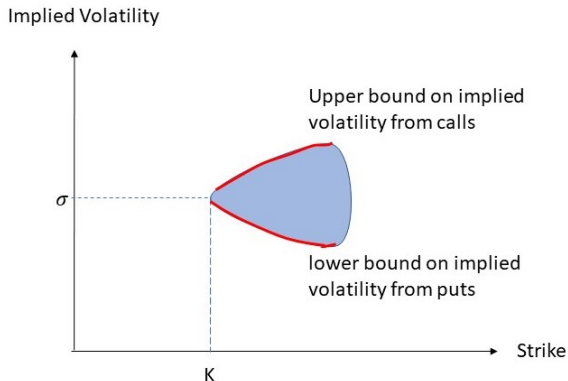 Implied Volatility
Upper bound on implied
volatility from calls
σ
lower bound on implied
volatility from puts
Strike
K